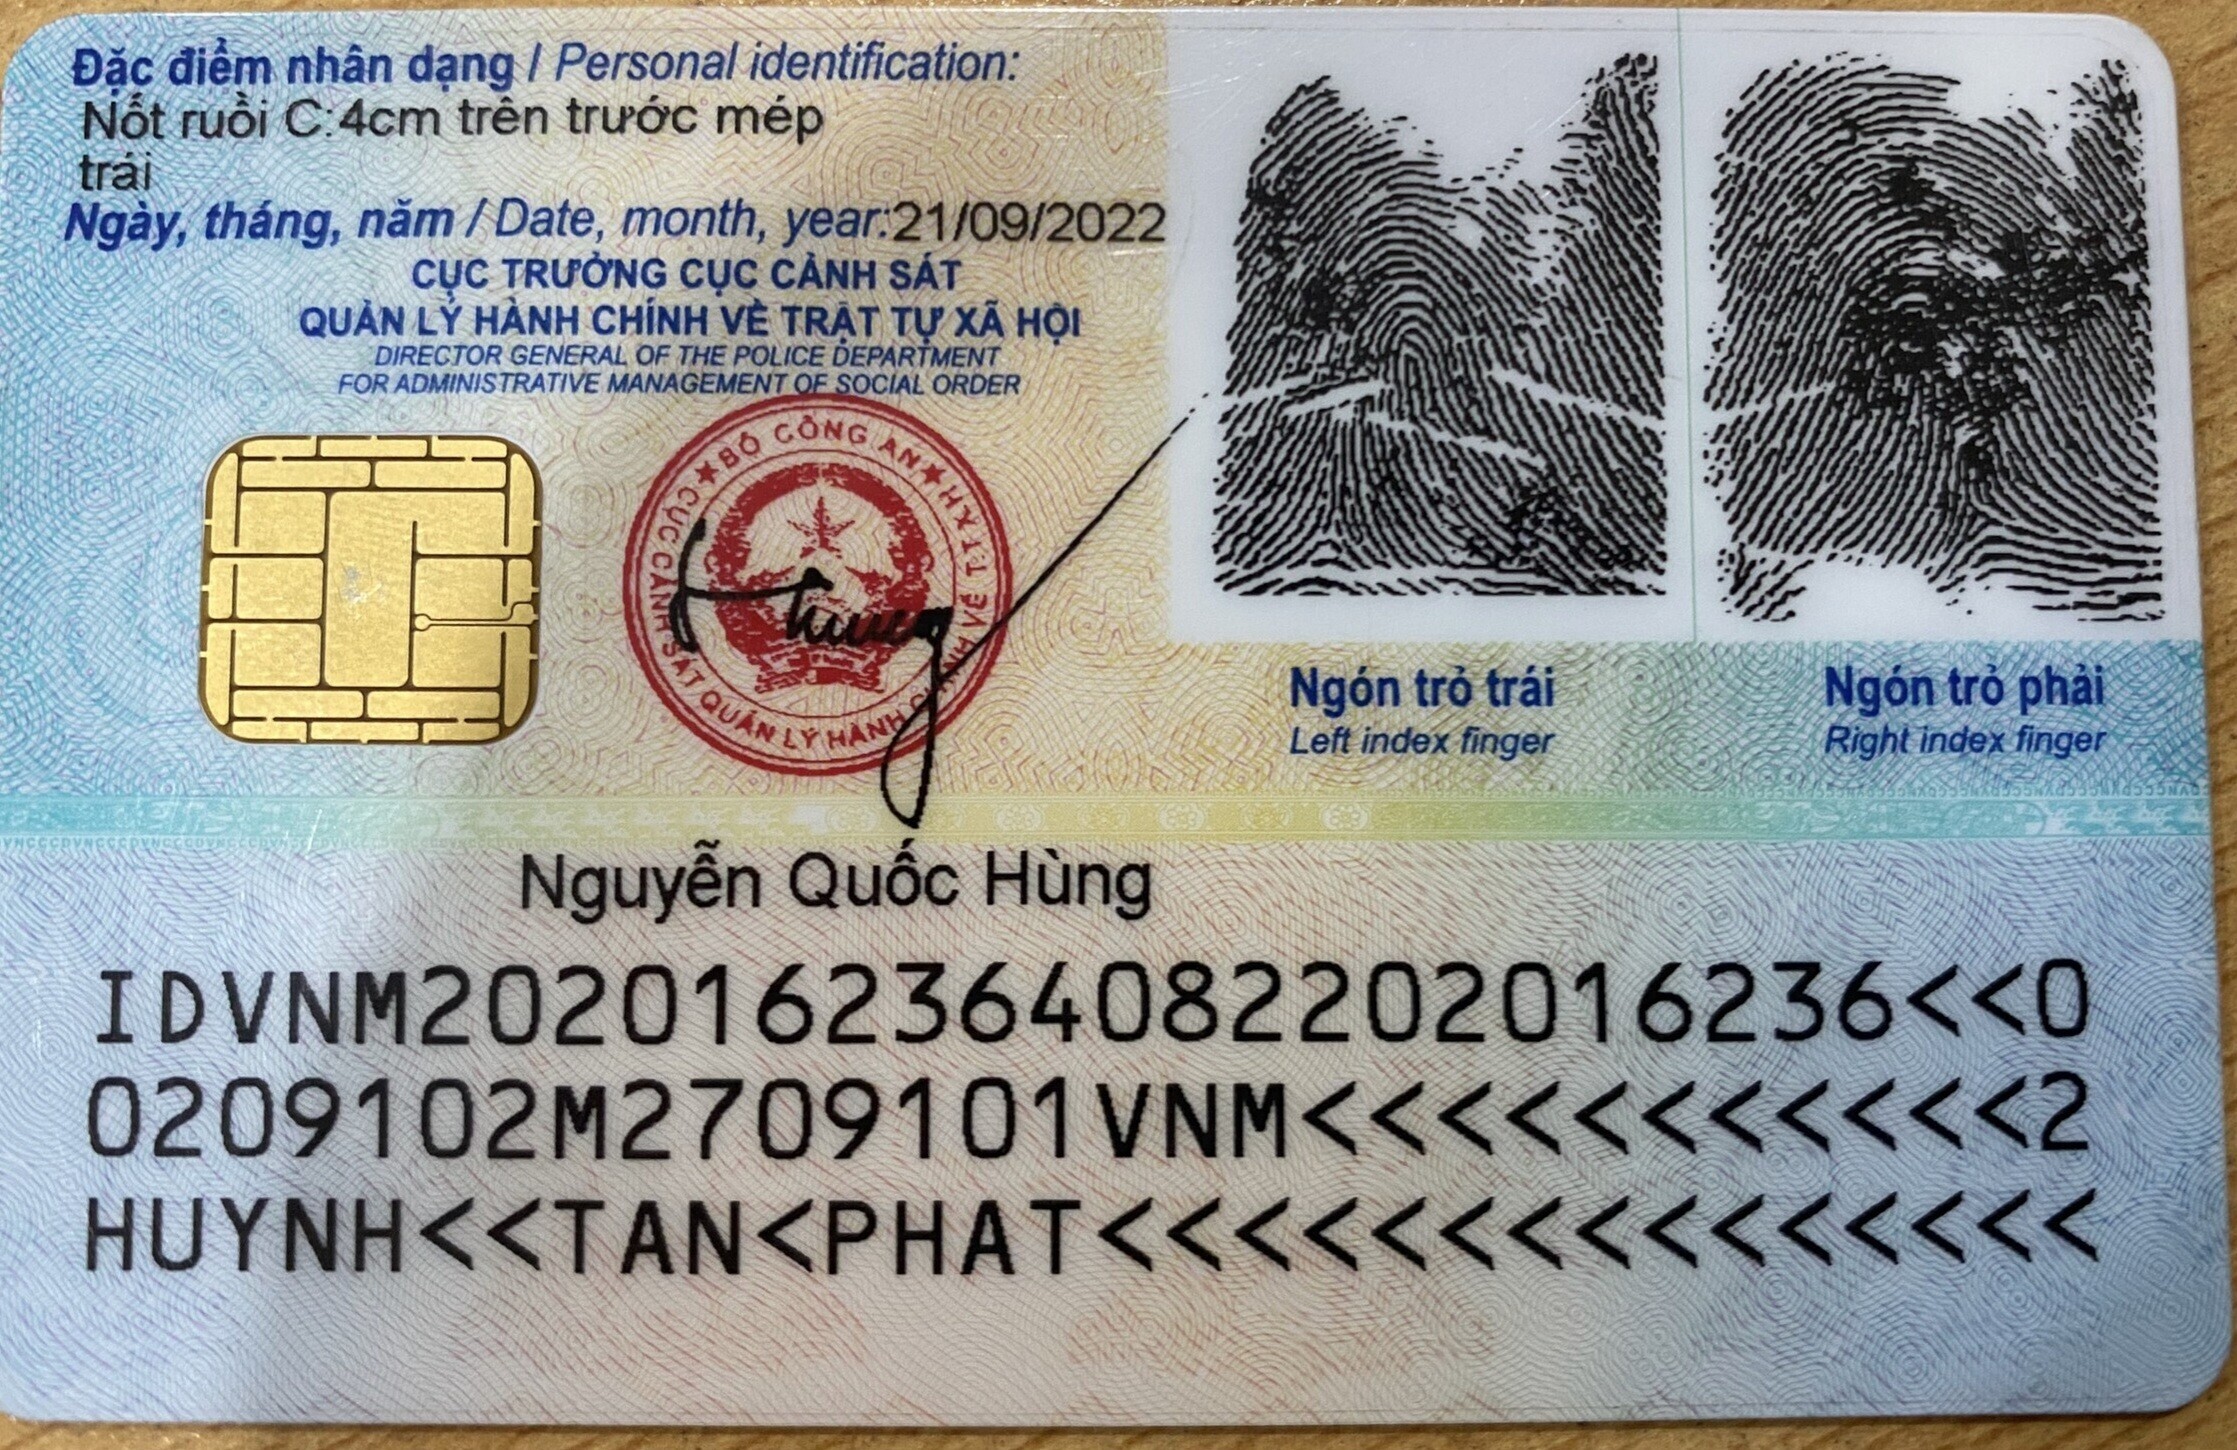 Đặc điểm nhân dạng / Personal identification:
Nốt ruồi C:4cm trên trước mép
trái
Ngày, tháng, năm / Date, month, year:21/09/2022
CỤC TRƯỞNG CỤC CẢNH SÁT
QUẢN LÝ HÀNH CHÍNH VỀ TRẬT TỰ XÃ HỘI
DIRECTOR GENERAL OF THE POLICE DEPARTMENT
FOR ADMINISTRATIVE MANAGEMENT OF SOCIAL ORDER
BỘ CÔNG AN
CỤC CẢNH SÁT QUẢN LÝ HÀNH CHÍNH VỀ TTXH
Ngón trỏ trái
Left index finger
Ngón trỏ phải
Right index finger
Nguyễn Quốc Hùng
IDVNM2020162364082202016236<<0
0209102M2709101VNM<<<<<<<<<<<2
HUYNH<<TAN<PHAT<<<<<<<<<<<<<<<